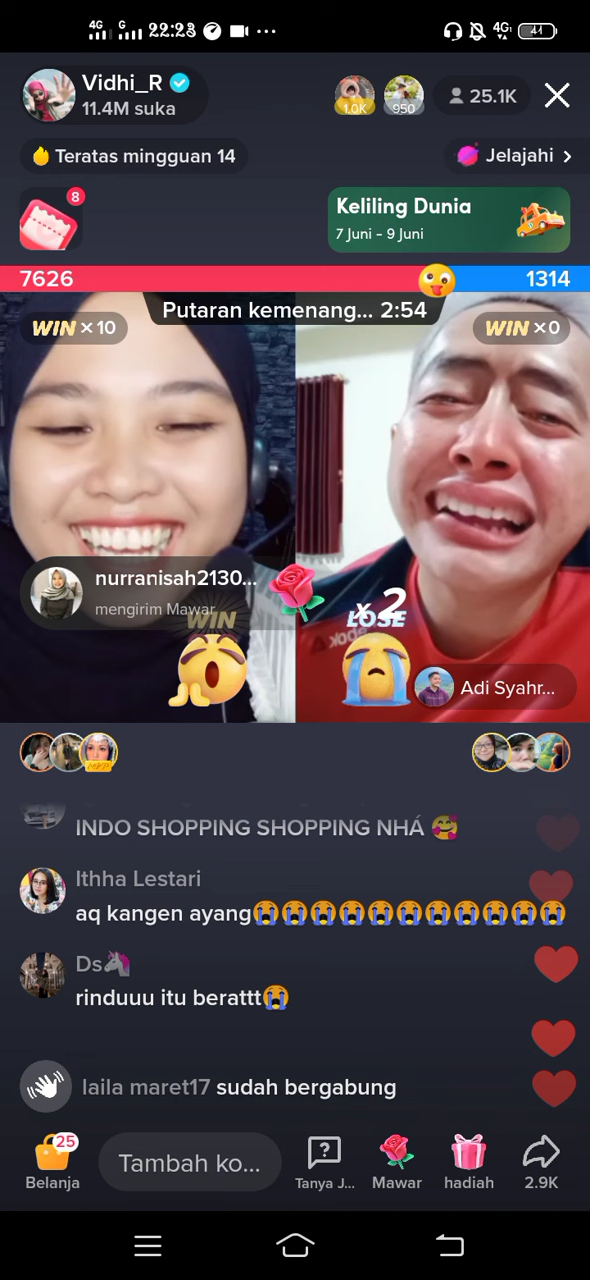 4G G 22:23 ...
4G 41
Vidhi_R
11.4M suka
1.0K
950
25.1K
Teratas mingguan 14
Jelajahi >
8
Keliling Dunia
7 Juni - 9 Juni
7626
1314
Putaran kemenang... 2:54
WIN × 10
WIN × 0
nurranisah2130...
mengirim Mawar
WIN
x 2
LOSE
Adi Syahr...
INDO SHOPPING SHOPPING NHÁ 🥰
Ithha Lestari
aq kangen ayang😭😭😭😭😭😭😭😭😭😭😭
Ds🦄
rinduuu itu berattt😭
laila maret17 sudah bergabung
25
Belanja
Tambah ko...
Tanya J...
Mawar
hadiah
2.9K